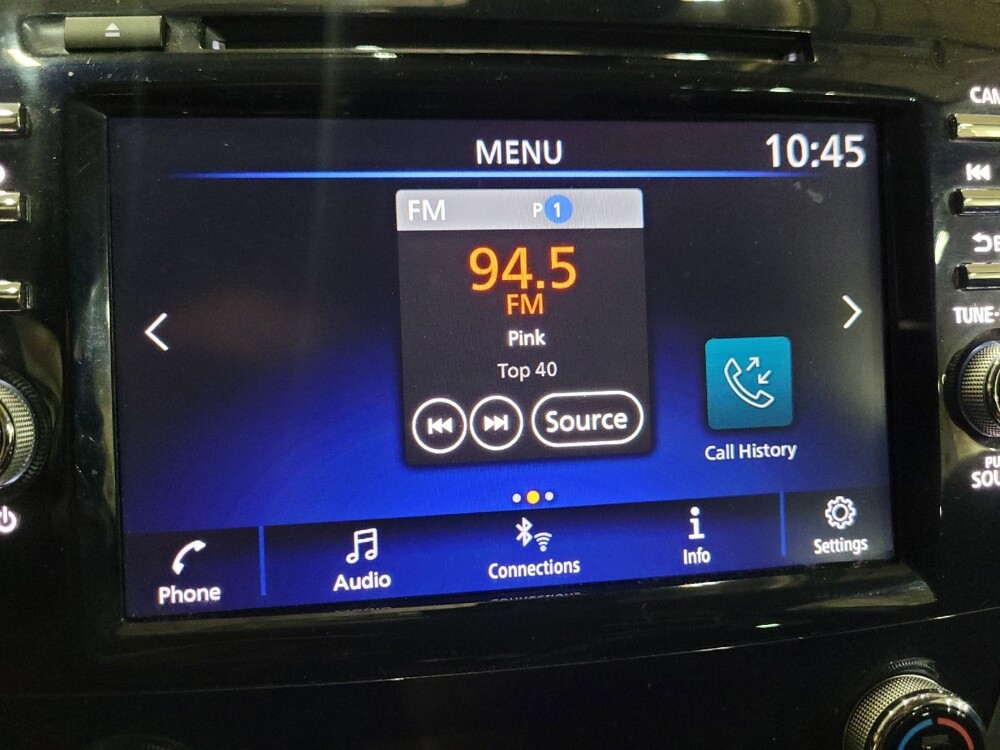 MENU
10:45
FM
P 1
94.5
FM
Pink
Top 40
Source
Call History
Phone
Audio
Connections
Info
Settings
TUNE